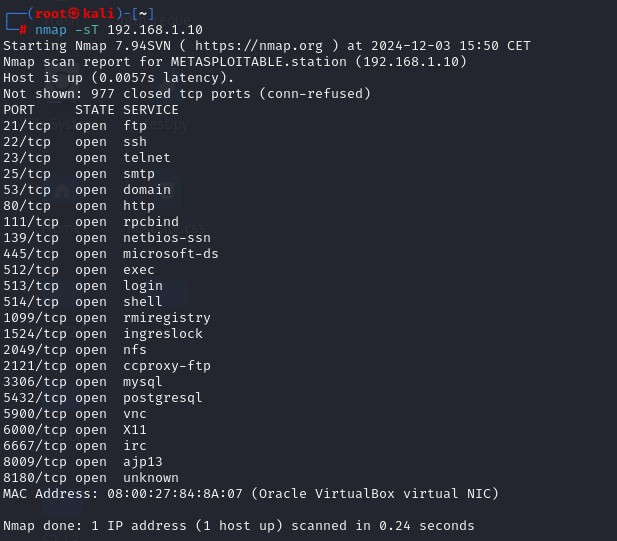 ┌──(root㉿kali)-[~]
└─# nmap -sT 192.168.1.10
Starting Nmap 7.94SVN ( https://nmap.org ) at 2024-12-03 15:50 CET
Nmap scan report for METASPLOITABLE.station (192.168.1.10)
Host is up (0.0057s latency).
Not shown: 977 closed tcp ports (conn-refused)
PORT     STATE SERVICE
21/tcp   open  ftp
22/tcp   open  ssh
23/tcp   open  telnet
25/tcp   open  smtp
53/tcp   open  domain
80/tcp   open  http
111/tcp  open  rpcbind
139/tcp  open  netbios-ssn
445/tcp  open  microsoft-ds
512/tcp  open  exec
513/tcp  open  login
514/tcp  open  shell
1099/tcp open  rmiregistry
1524/tcp open  ingreslock
2049/tcp open  nfs
2121/tcp open  ccproxy-ftp
3306/tcp open  mysql
5432/tcp open  postgresql
5900/tcp open  vnc
6000/tcp open  X11
6667/tcp open  irc
8009/tcp open  ajp13
8180/tcp open  unknown
MAC Address: 08:00:27:84:8A:07 (Oracle VirtualBox virtual NIC)

Nmap done: 1 IP address (1 host up) scanned in 0.24 seconds